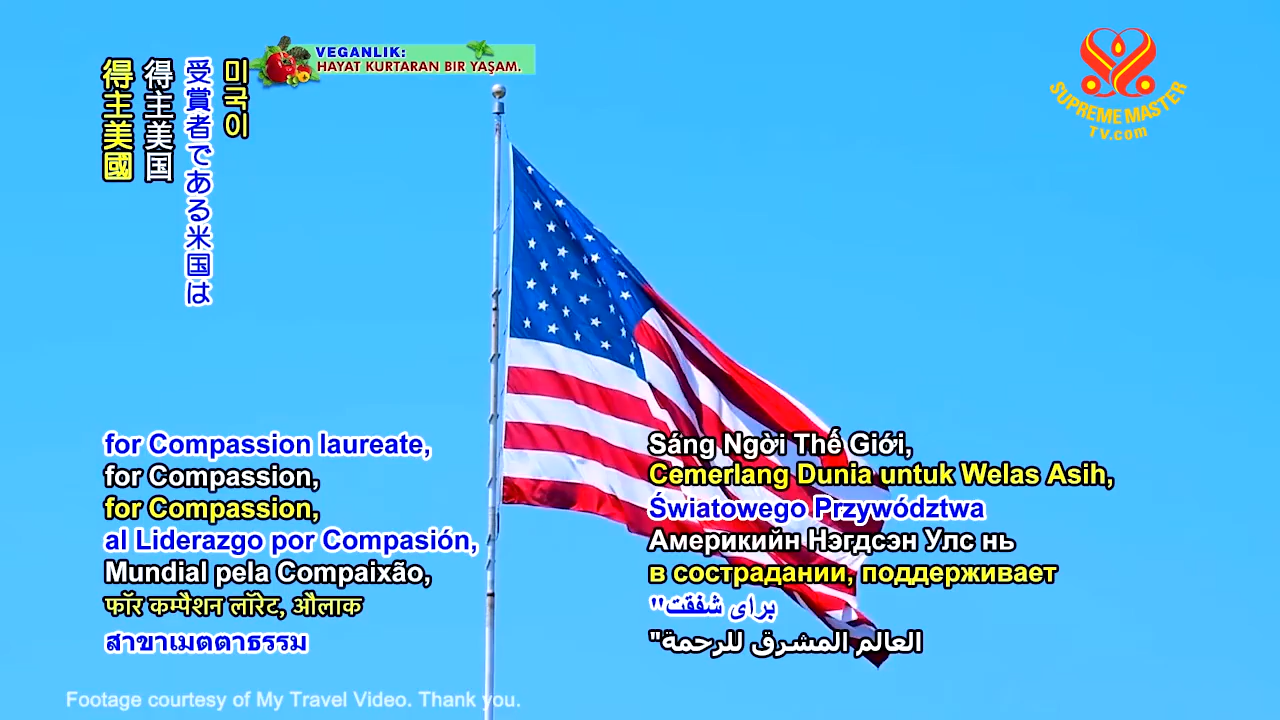 VEGANLIK:
HAYAT KURTARAN BIR YAŞAM.
SUPREME MASTER
TV.com
得主美國
得主美国
受賞者である米国は
미국이
for Compassion laureate,
for Compassion,
for Compassion,
al Liderazgo por Compasión,
Mundial pela Compaixão,
फॉर कम्पैशन लॉरेट, औलाक
สาขาเมตตาธรรม
Sáng Ngời Thế Giới,
Cemerlang Dunia untuk Welas Asih,
Światowego Przywództwa
Америкийн Нэгдсэн Улс нь
в сострадании, поддерживает
برای شفقت"
العالم المشرق للرحمة"
Footage courtesy of My Travel Video. Thank you.